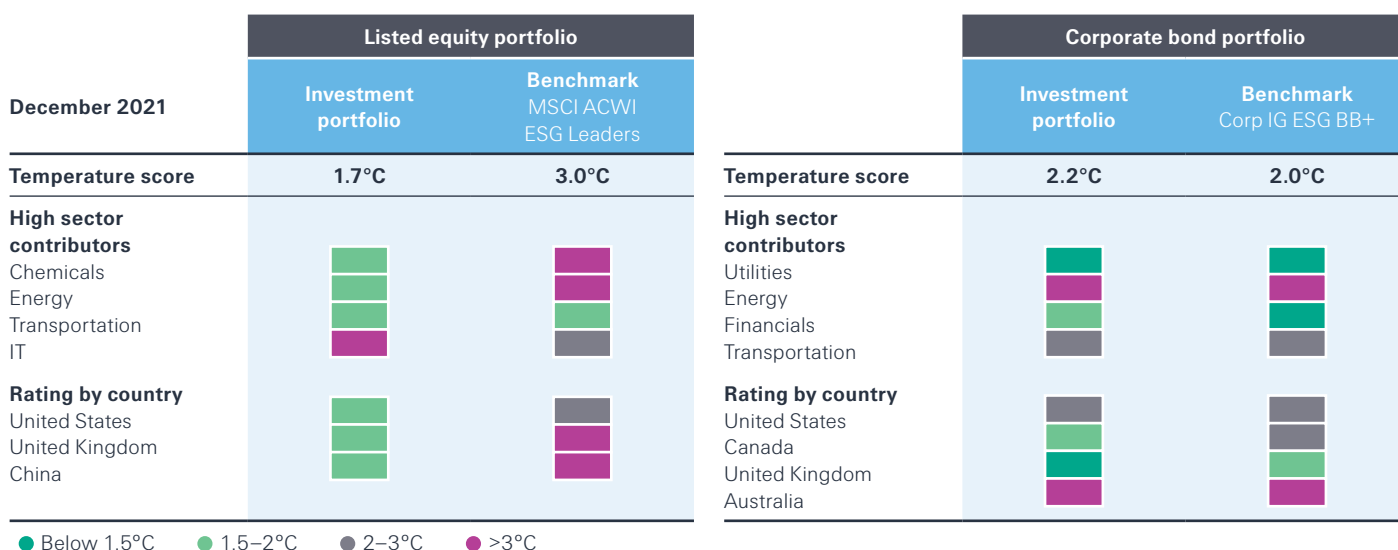 Listed equity portfolio
December 2021
Investment
portfolio
Benchmark
MSCI ACWI
ESG Leaders
Temperature score 1.7°C 3.0°C
High sector
contributors
Chemicals
Energy
Transportation
IT
Rating by country
United States
United Kingdom
China
Corporate bond portfolio
Investment
portfolio
Benchmark
Corp IG ESG BB+
Temperature score 2.2°C 2.0°C
High sector
contributors
Utilities
Energy
Financials
Transportation
Rating by country
United States
Canada
United Kingdom
Australia
Below 1.5°C 1.5–2°C 2–3°C >3°C